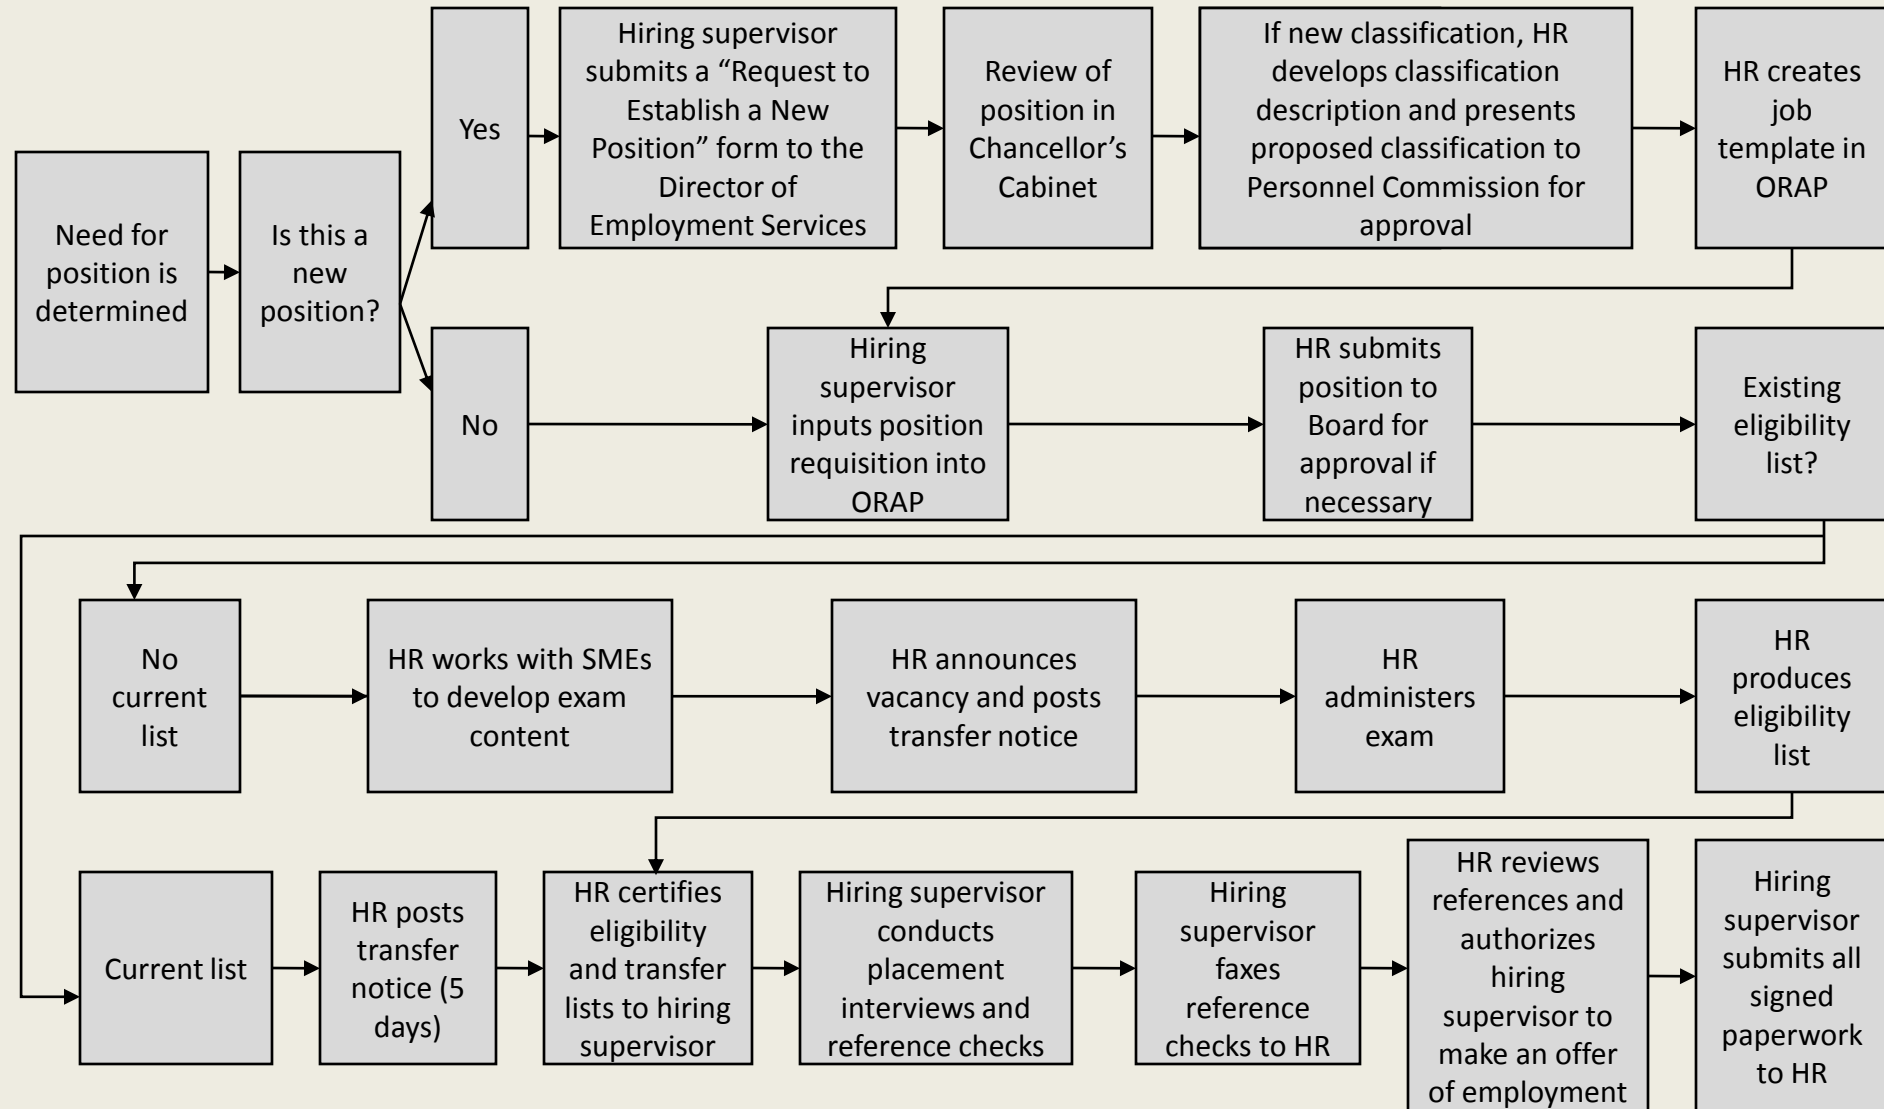 Need for
position is
determined
Is this a
new
position?
Yes
Hiring supervisor
submits a “Request to
Establish a New
Position” form to the
Director of
Employment Services
Review of
position in
Chancellor’s
Cabinet
If new classification, HR
develops classification
description and presents
proposed classification to
Personnel Commission for
approval
HR creates
job
template in
ORAP
No
Hiring
supervisor
inputs position
requisition into
ORAP
HR submits
position to
Board for
approval if
necessary
Existing
eligibility
list?
No
current
list
HR works with SMEs
to develop exam
content
HR announces
vacancy and posts
transfer notice
HR
administers
exam
HR
produces
eligibility
list
Current list
HR posts
transfer
notice (5
days)
HR certifies
eligibility
and transfer
lists to hiring
supervisor
Hiring supervisor
conducts
placement
interviews and
reference checks
Hiring
supervisor
faxes
reference
checks to HR
HR reviews
references and
authorizes
hiring
supervisor to
make an offer
of employment
Hiring
supervisor
submits all
signed
paperwork
to HR